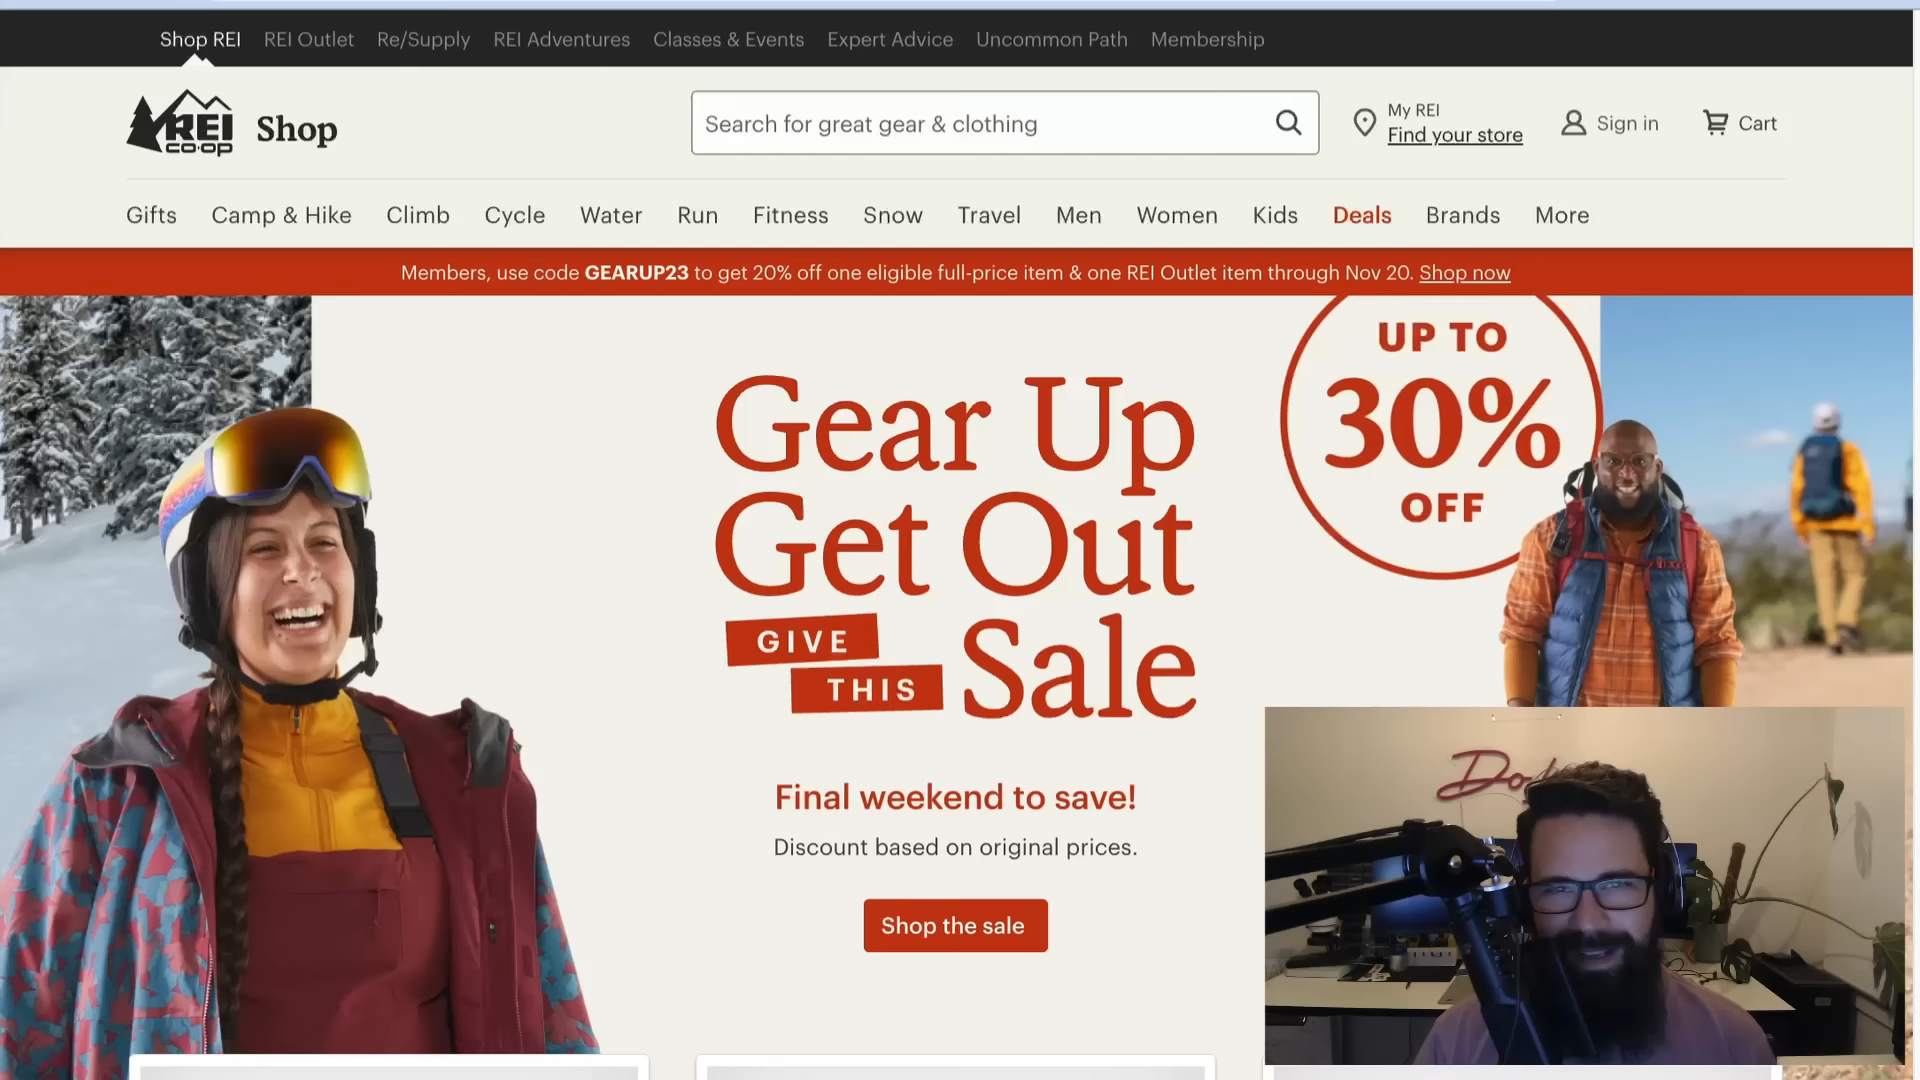 Shop REI REI Outlet Re/Supply REI Adventures Classes & Events Expert Advice Uncommon Path Membership
REI
CO·OP
Shop
Search for great gear & clothing
My REI
Find your store
Sign in
Cart
Gifts Camp & Hike Climb Cycle Water Run Fitness Snow Travel Men Women Kids Deals Brands More
Members, use code GEARUP23 to get 20% off one eligible full-price item & one REI Outlet item through Nov 20. Shop now
Gear Up
Get Out
GIVE
THIS
Sale
UP TO
30%
OFF
Final weekend to save!
Discount based on original prices.
Shop the sale